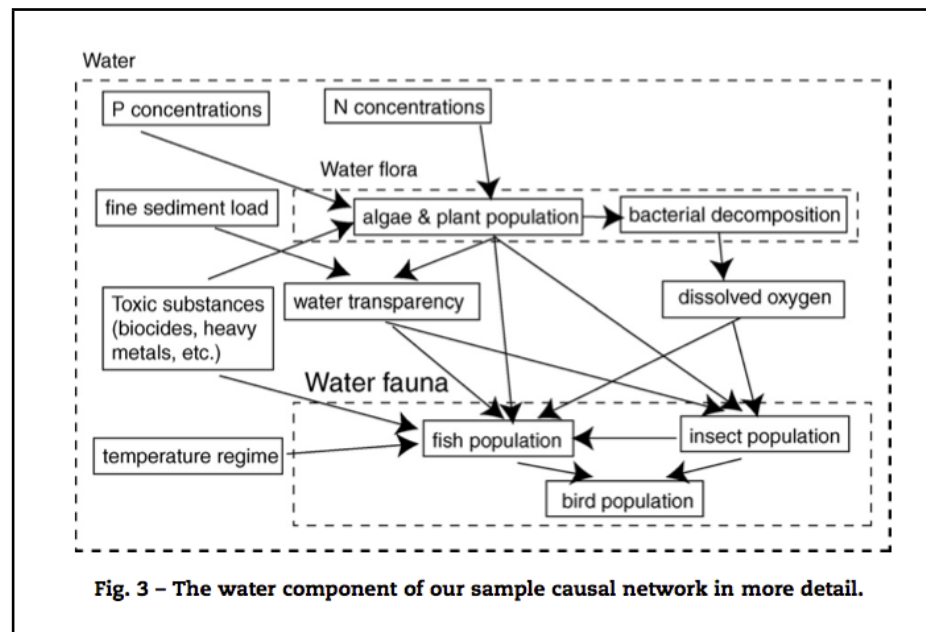 Water
P concentrations
N concentrations
Water flora
fine sediment load
algae & plant population
bacterial decomposition
Toxic substances
(biocides, heavy
metals, etc.)
water transparency
dissolved oxygen
Water fauna
fish population
insect population
temperature regime
bird population
Fig. 3 – The water component of our sample causal network in more detail.